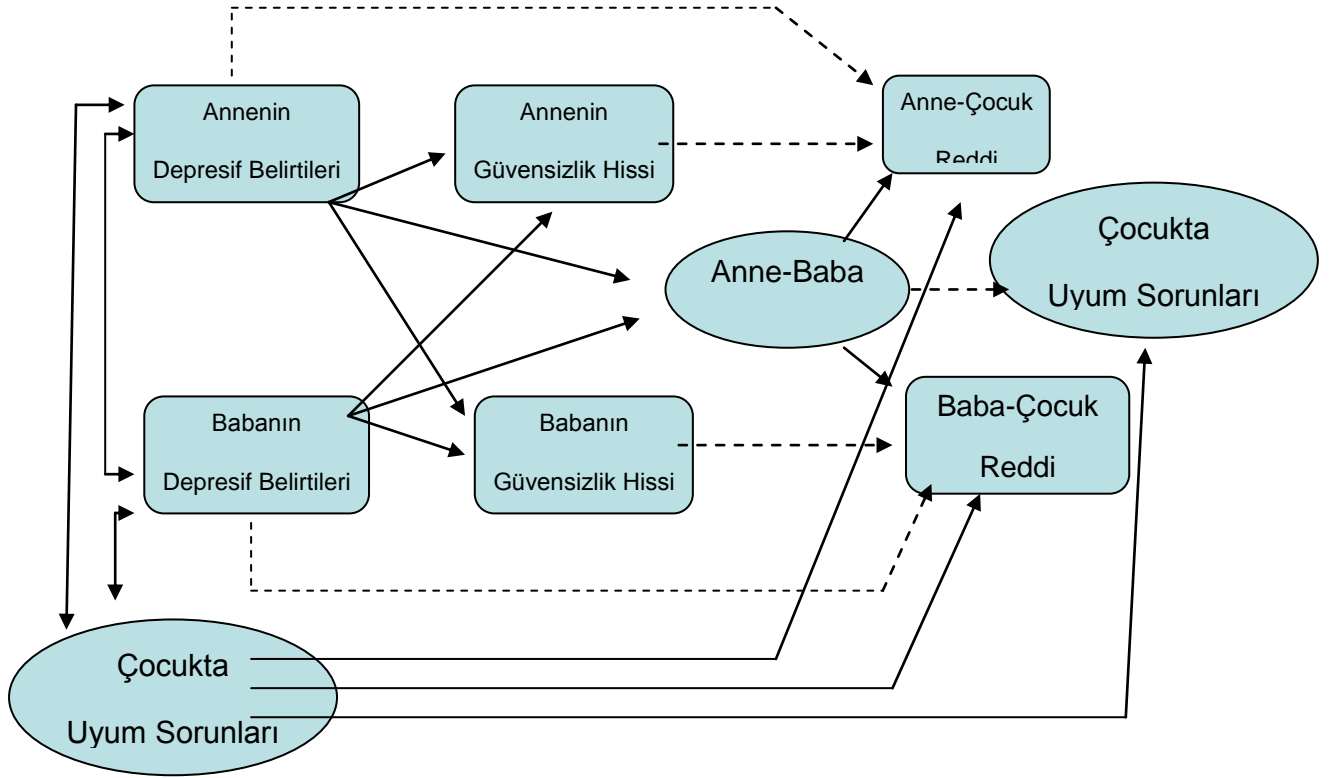 Annenin
Depresif Belirtileri
Annenin
Güvensizlik Hissi
Anne-Çocuk
Reddi
Anne-Baba
Çocukta
Uyum Sorunları
Babanın
Depresif Belirtileri
Babanın
Güvensizlik Hissi
Baba-Çocuk
Reddi
Çocukta
Uyum Sorunları